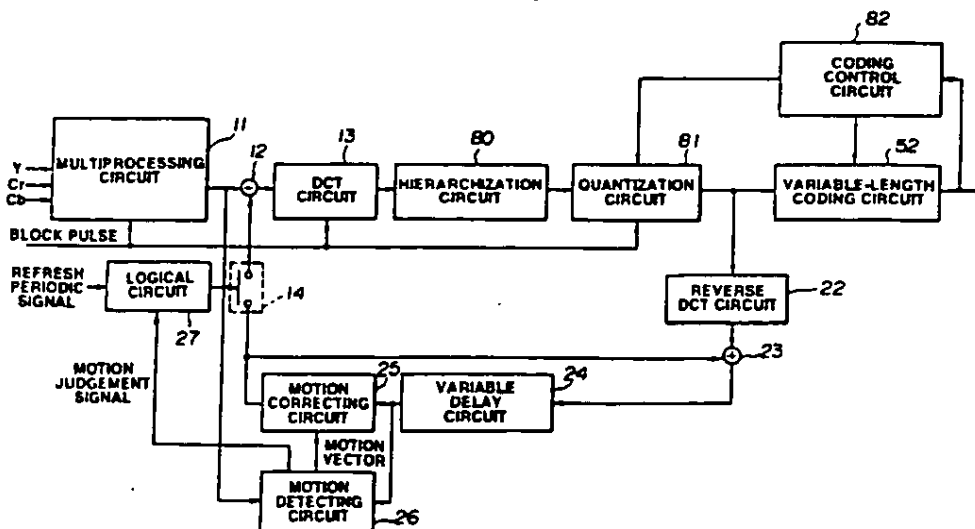 82
CODING
CONTROL
CIRCUIT
11
MULTIPROCESSING
CIRCUIT
Y
Cr
Cb
12
13
DCT
CIRCUIT
80
HIERARCHIZATION
CIRCUIT
81
QUANTIZATION
CIRCUIT
52
VARIABLE-LENGTH
CODING CIRCUIT
BLOCK PULSE
REFRESH
PERIODIC
SIGNAL
LOGICAL
CIRCUIT
27
14
REVERSE
DCT CIRCUIT
22
23
MOTION
JUDGEMENT
SIGNAL
25
MOTION
CORRECTING
CIRCUIT
24
VARIABLE
DELAY
CIRCUIT
MOTION
VECTOR
MOTION
DETECTING
CIRCUIT
26